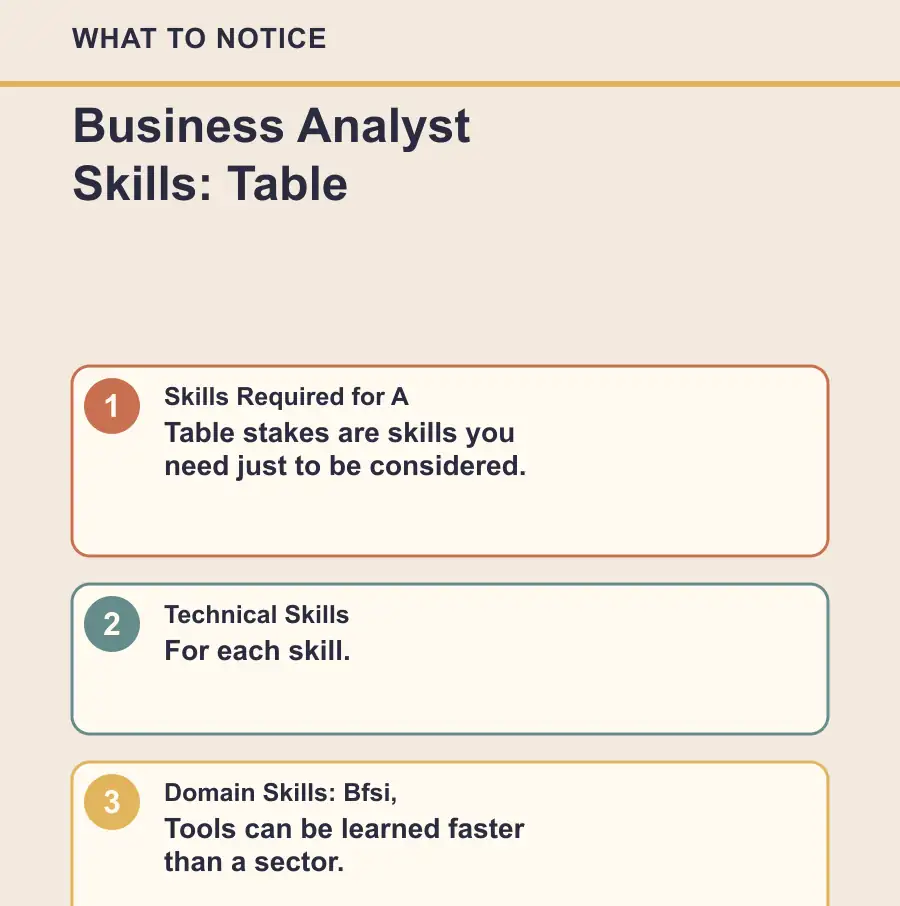 WHAT TO NOTICE
Business Analyst
Skills: Table
1
Skills Required for A
Table stakes are skills you
need just to be considered.
2
Technical Skills
For each skill.
3
Domain Skills: Bfsi,
Tools can be learned faster
than a sector.